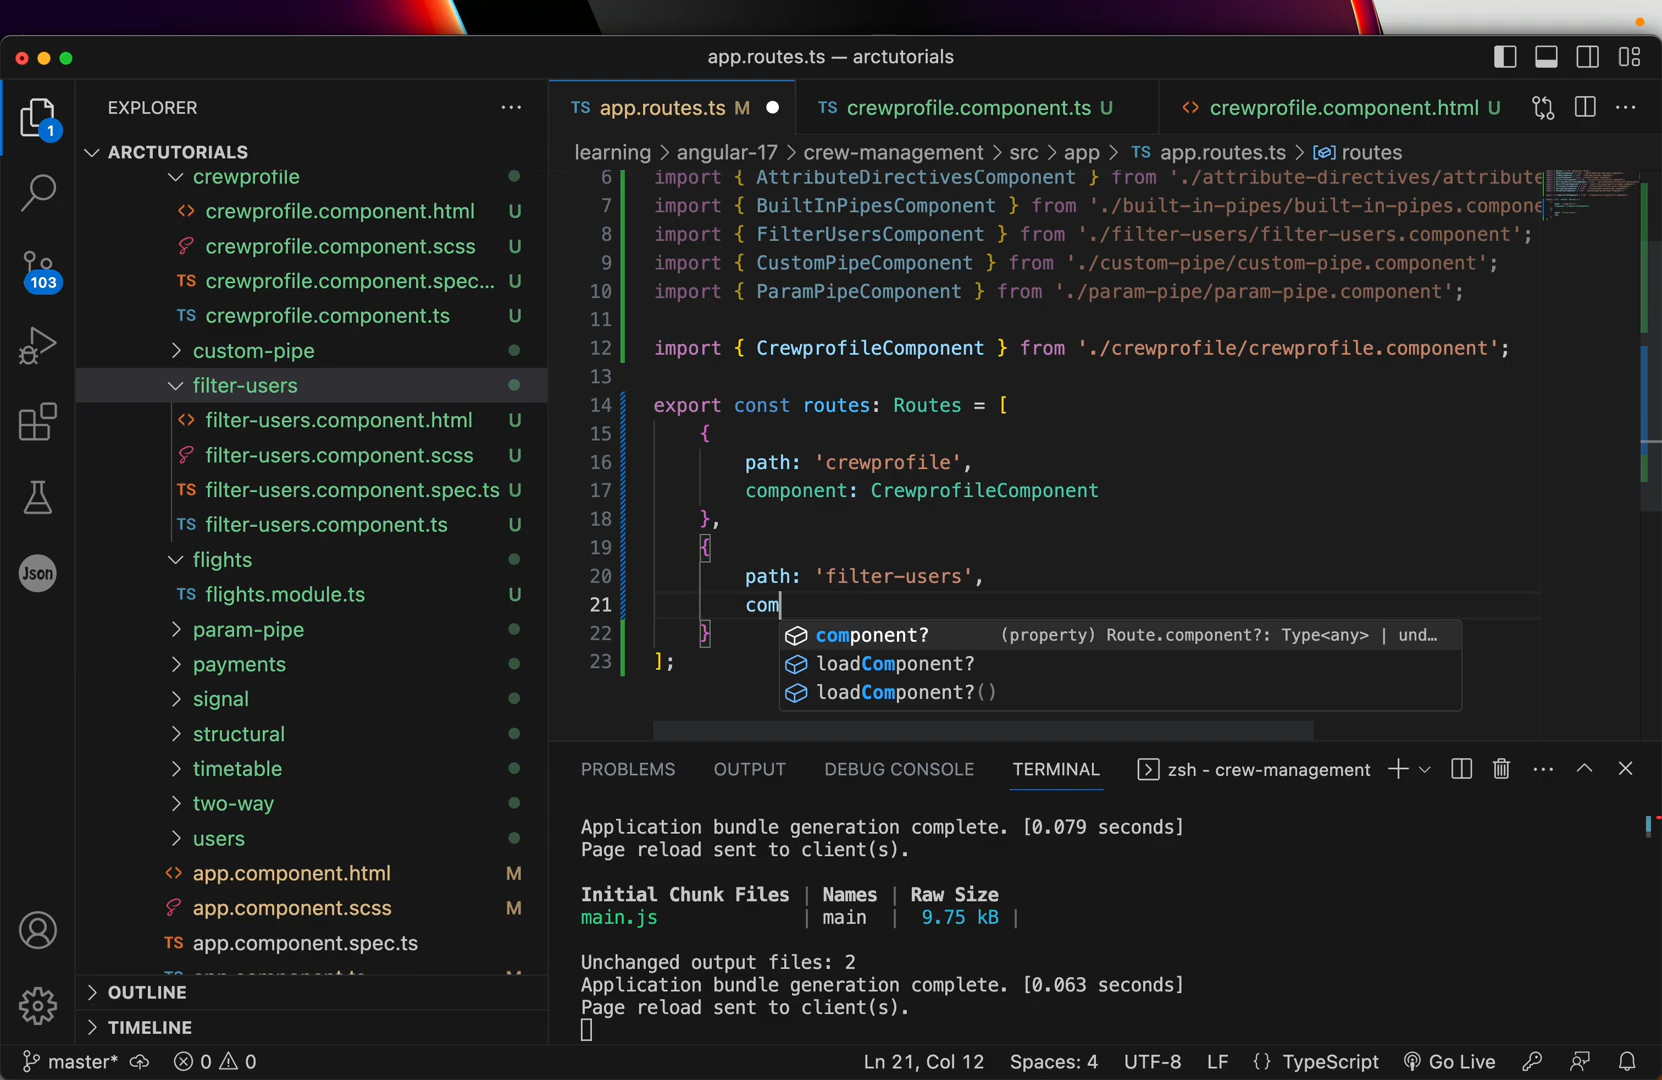 app.routes.ts — arctutorials
EXPLORER
ARCTUTORIALS
crewprofile
crewprofile.component.html U
crewprofile.component.scss U
TS crewprofile.component.spec... U
TS crewprofile.component.ts U
custom-pipe
filter-users
filter-users.component.html U
filter-users.component.scss U
TS filter-users.component.spec.ts U
TS filter-users.component.ts U
flights
TS flights.module.ts U
param-pipe
payments
signal
structural
timetable
two-way
users
app.component.html M
app.component.scss M
TS app.component.spec.ts
OUTLINE
TIMELINE
1
103
Json
TS app.routes.ts M
TS crewprofile.component.ts U
crewprofile.component.html U
learning > angular-17 > crew-management > src > app > TS app.routes.ts > routes
6 import { AttributeDirectivesComponent } from './attribute-directives/attribute
7 import { BuiltInPipesComponent } from './built-in-pipes/built-in-pipes.compone
8 import { FilterUsersComponent } from './filter-users/filter-users.component';
9 import { CustomPipeComponent } from './custom-pipe/custom-pipe.component';
10 import { ParamPipeComponent } from './param-pipe/param-pipe.component';
11
12 import { CrewprofileComponent } from './crewprofile/crewprofile.component';
13
14 export const routes: Routes = [
15 {
16 path: 'crewprofile',
17 component: CrewprofileComponent
18 },
19 {
20 path: 'filter-users',
21 com
22 }
23 ];
component? (property) Route.component?: Type<any> | und…
loadComponent?
loadComponent?()
PROBLEMS OUTPUT DEBUG CONSOLE TERMINAL zsh - crew-management
Application bundle generation complete. [0.079 seconds]
Page reload sent to client(s).
Initial Chunk Files | Names | Raw Size
main.js | main | 9.75 kB |
Unchanged output files: 2
Application bundle generation complete. [0.063 seconds]
Page reload sent to client(s).
master* 0 0 Ln 21, Col 12 Spaces: 4 UTF-8 LF {} TypeScript Go Live